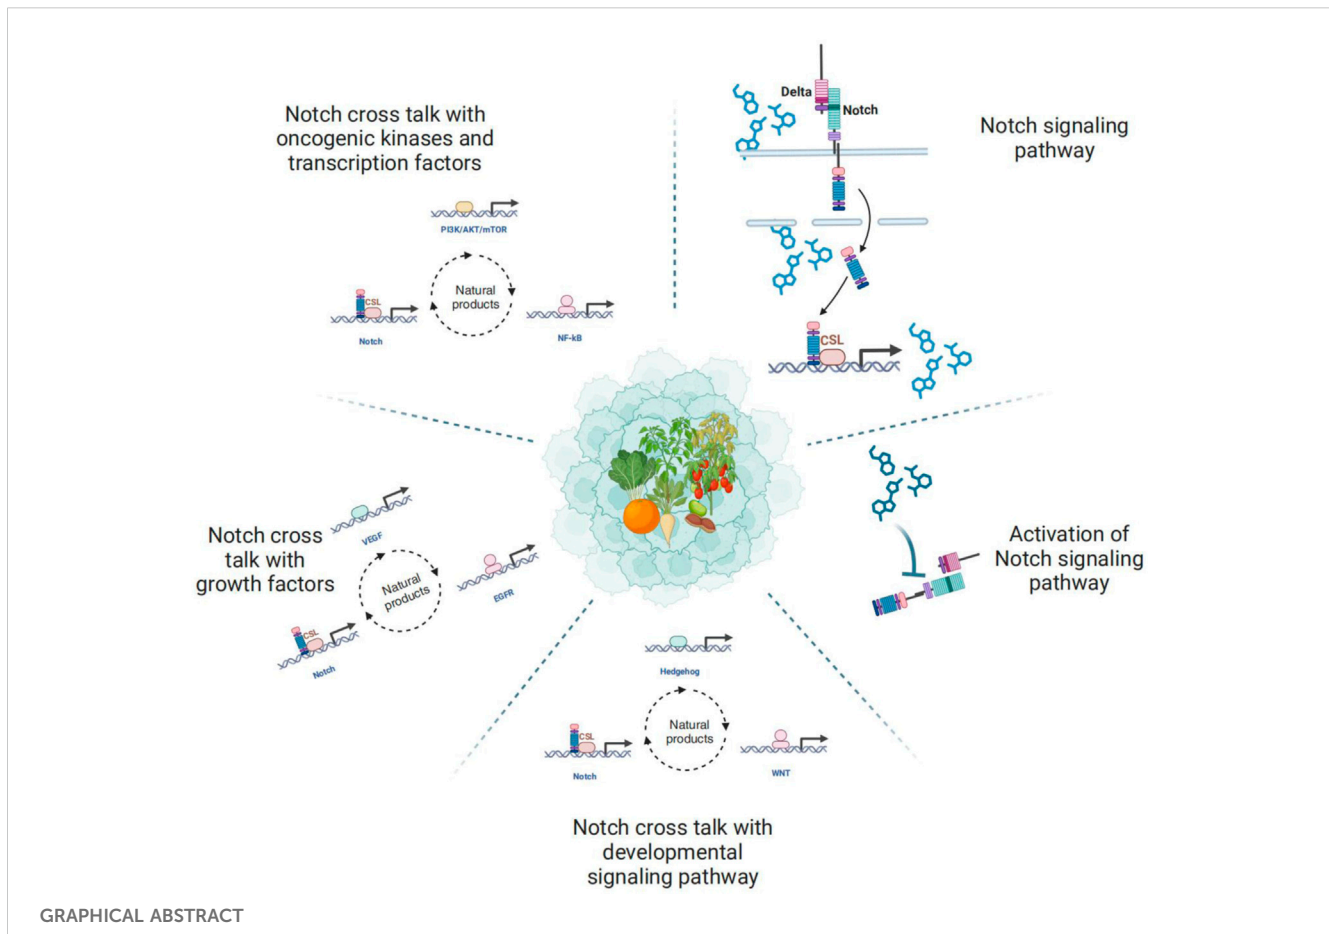 Notch cross talk with
oncogenic kinases and
transcription factors
PI3K/AKT/mTOR
Natural
products
CSL
Notch
NF-kB
Delta
Notch
Notch signaling
pathway
CSL
Activation of
Notch signaling
pathway
Notch cross
talk with
growth factors
VEGF
Natural
products
EGFR
CSL
Notch
Hedgehog
Natural
products
CSL
Notch
WNT
Notch cross talk with
developmental
signaling pathway
GRAPHICAL ABSTRACT